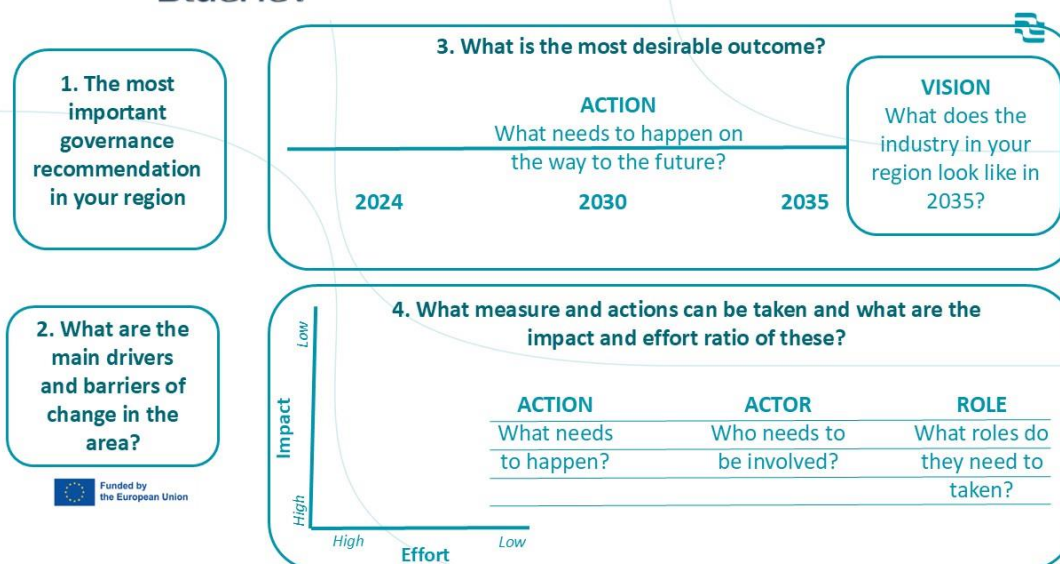 1. The most
important
governance
recommendation
in your region
3. What is the most desirable outcome?
ACTION
What needs to happen on
the way to the future?
2024
2030
2035
VISION
What does the
industry in your
region look like in
2035?
2. What are the
main drivers
and barriers of
change in the
area?
Funded by
the European Union
4. What measure and actions can be taken and what are the
impact and effort ratio of these?
Low
Impact
High
High
Effort
Low
ACTION
ACTOR
ROLE
What needs
to happen?
Who needs to
be involved?
What roles do
they need to
taken?